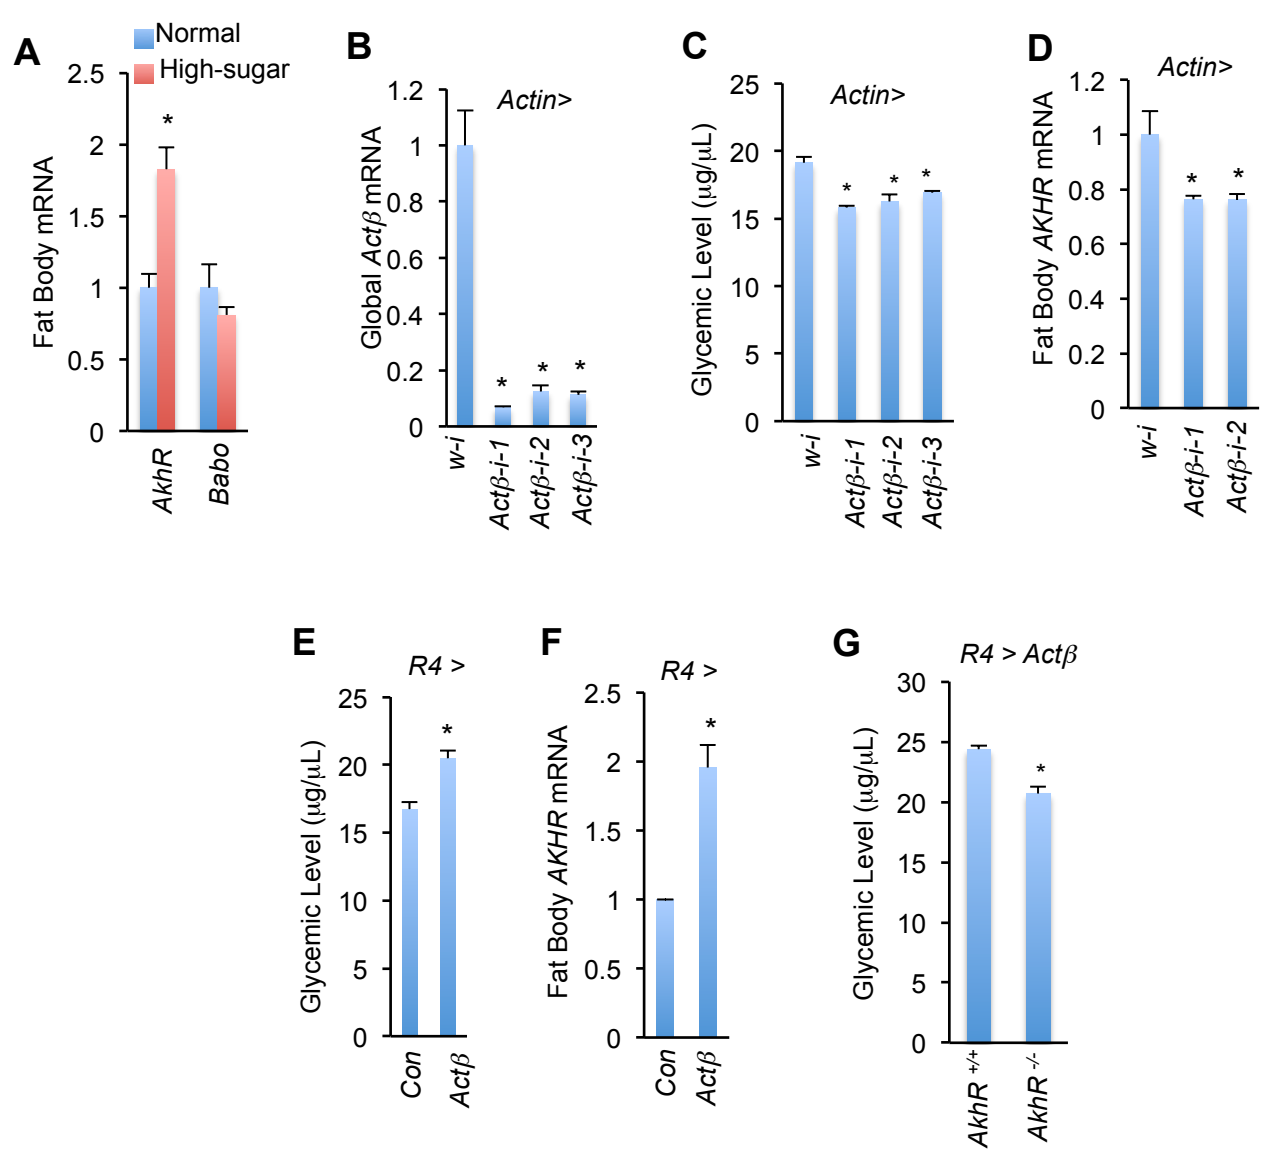 A
Normal
High-sugar
Fat Body mRNA
2.5
2
1.5
1
0.5
0
*
AkhR
Babo
B
Actin>
Global Actβ mRNA
1.2
1
0.8
0.6
0.4
0.2
0
*
*
*
w-i
Actβ-i-1
Actβ-i-2
Actβ-i-3
C
Actin>
Glycemic Level (μg/μL)
25
20
15
10
5
0
*
*
*
w-i
Actβ-i-1
Actβ-i-2
Actβ-i-3
D
Actin>
Fat Body AKHR mRNA
1.2
1
0.8
0.6
0.4
0.2
0
*
*
w-i
Actβ-i-1
Actβ-i-2
E
R4 >
Glycemic Level (μg/μL)
25
20
15
10
5
0
*
Con
Actβ
F
R4 >
Fat Body AKHR mRNA
2.5
2
1.5
1
0.5
0
*
Con
Actβ
G
R4 > Actβ
Glycemic Level (μg/μL)
30
25
20
15
10
5
0
*
AkhR +/+
AkhR -/-